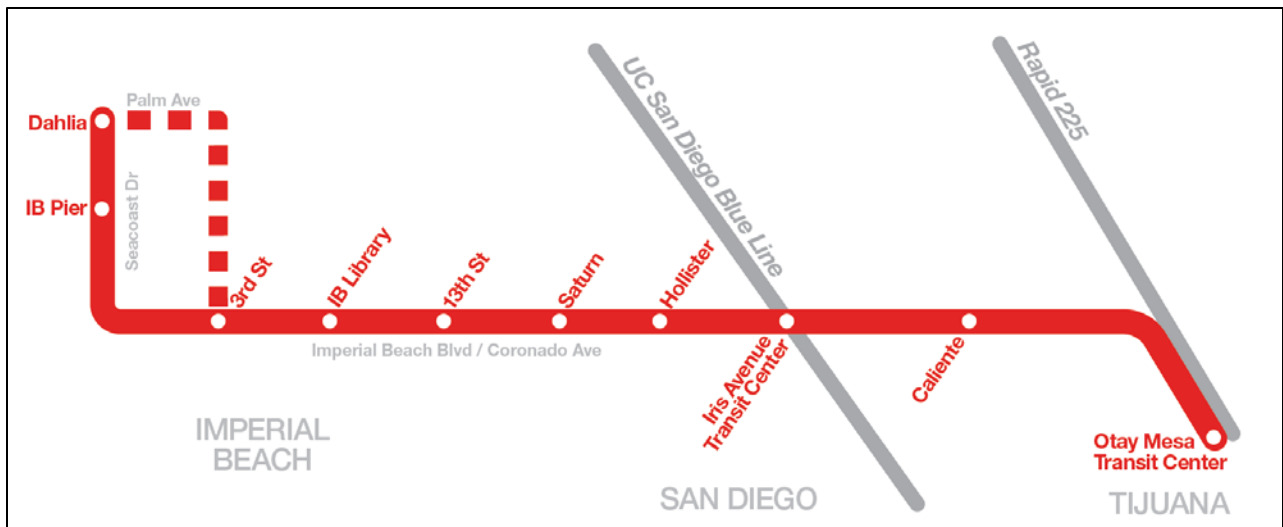 Palm Ave
Dahlia
IB Pier
Seacoast Dr
3rd St
IB Library
13th St
Saturn
Hollister
UC San Diego Blue Line
Rapid 225
Imperial Beach Blvd / Coronado Ave
Iris Avenue
Transit Center
Caliente
Otay Mesa
Transit Center
IMPERIAL
BEACH
SAN DIEGO
TIJUANA